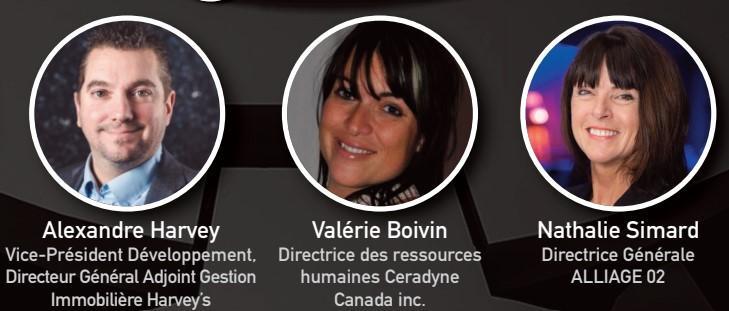 Alexandre Harvey
Vice-Président Développement,
Directeur Général Adjoint Gestion
Immobilière Harvey's
Valérie Boivin
Directrice des ressources
humaines Ceradyne
Canada inc.
Nathalie Simard
Directrice Générale
ALLIAGE 02